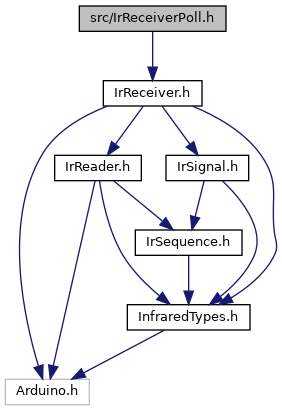 src/IrReceiverPoll.h
IrReceiver.h
IrReader.h
IrSignal.h
IrSequence.h
InfraredTypes.h
Arduino.h